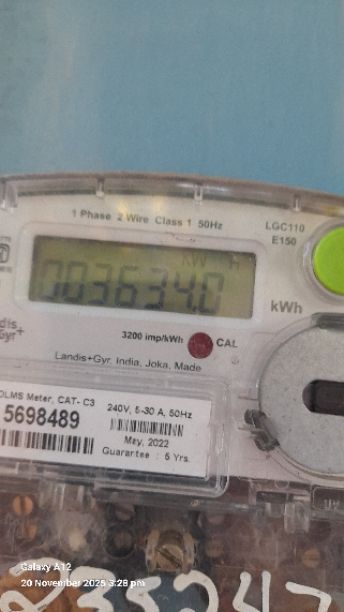 1 Phase 2 Wire Class 1 50Hz
LGC110
E150
KW H
003634.0
kWh
3200 imp/kWh
CAL
Landis+Gyr. India, Joka, Made
DLMS Meter, CAT- C3
5698489
240V, 5-30 A, 50Hz
May, 2022
Guarantee : 5 Yrs.
Galaxy A12
20 November 2025 3:28 pm